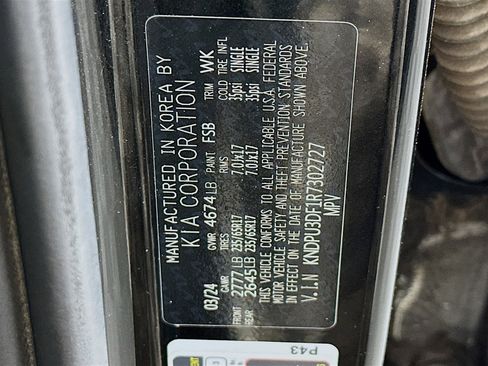 MANUFACTURED IN KOREA BY
KIA CORPORATION
03/24 GVWR 4674LB PAINT FSB TRIM WK
GAWR TIRES RIMS COLD TIRE INFL
FRONT 2777LB 235/65R17 7.0Jx17 35psi SINGLE
REAR 2645LB 235/65R17 7.0Jx17 35psi SINGLE
THIS VEHICLE CONFORMS TO ALL APPLICABLE U.S.A. FEDERAL
MOTOR VEHICLE SAFETY AND THEFT PREVENTION STANDARDS
IN EFFECT ON THE DATE OF MANUFACTURE SHOWN ABOVE.
V.I.N KNDPU3DF1R7302727
MPV
P43